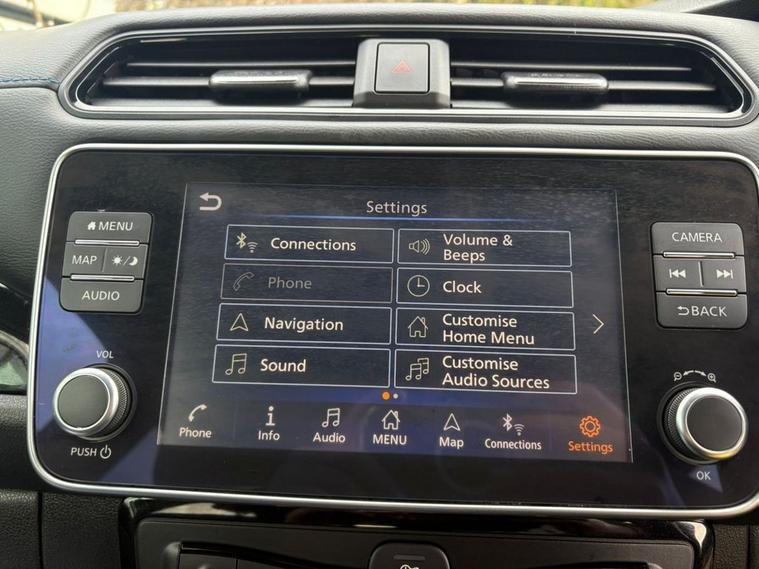 Settings
MENU
MAP
AUDIO
VOL
PUSH
Connections
Volume &
Beeps
Phone
Clock
Navigation
Customise
Home Menu
Sound
Customise
Audio Sources
Phone
Info
Audio
MENU
Map
Connections
Settings
CAMERA
BACK
OK